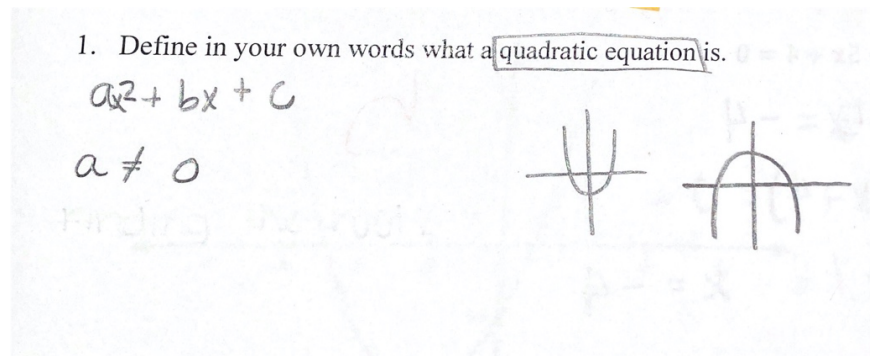 1. Define in your own words what a quadratic equation is.
ax²+ bx + c
a ≠ 0